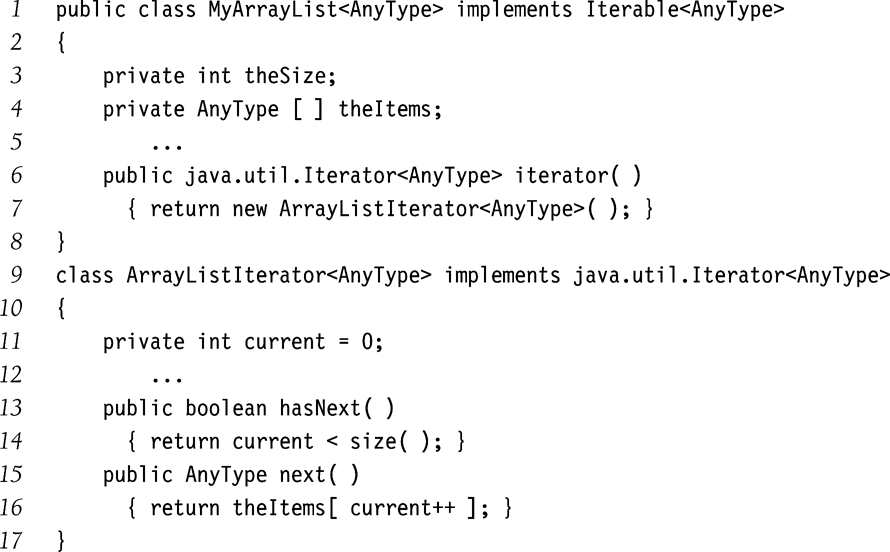 1 public class MyArrayList<AnyType> implements Iterable<AnyType>
2 {
3     private int theSize;
4     private AnyType [ ] theItems;
5         ...
6     public java.util.Iterator<AnyType> iterator( )
7       { return new ArrayListIterator<AnyType>( ); }
8 }
9 class ArrayListIterator<AnyType> implements java.util.Iterator<AnyType>
10 {
11     private int current = 0;
12         ...
13     public boolean hasNext( )
14       { return current < size( ); }
15     public AnyType next( )
16       { return theItems[ current++ ]; }
17 }